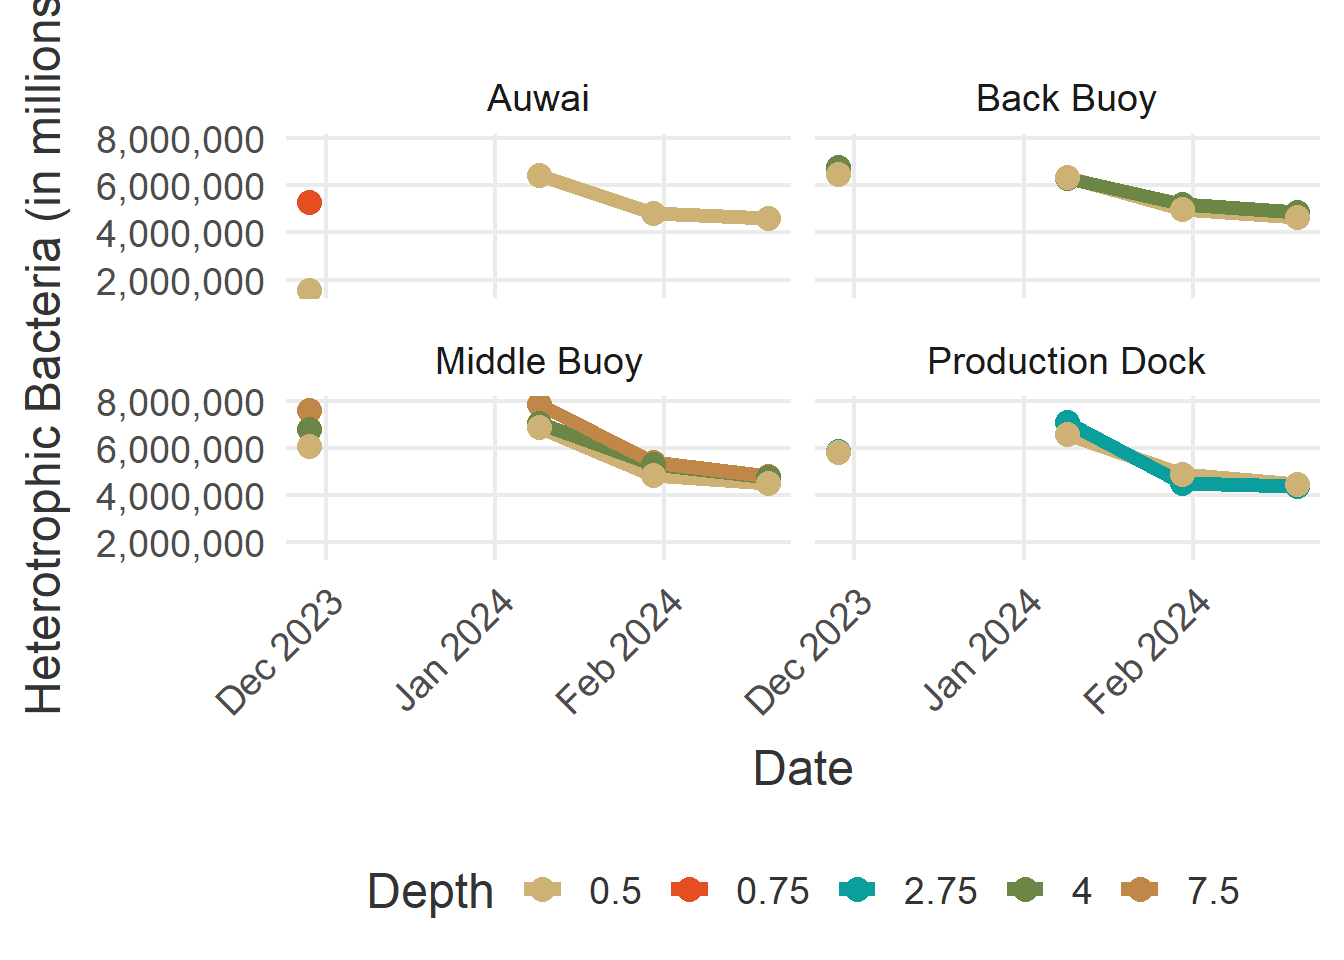 Heterotrophic Bacteria (in millions
Auwai
Back Buoy
8,000,000
6,000,000
4,000,000
2,000,000
Middle Buoy
Production Dock
8,000,000
6,000,000
4,000,000
2,000,000
Dec 2023
Jan 2024
Feb 2024
Dec 2023
Jan 2024
Feb 2024
Date
Depth 0.5 0.75 2.75 4 7.5